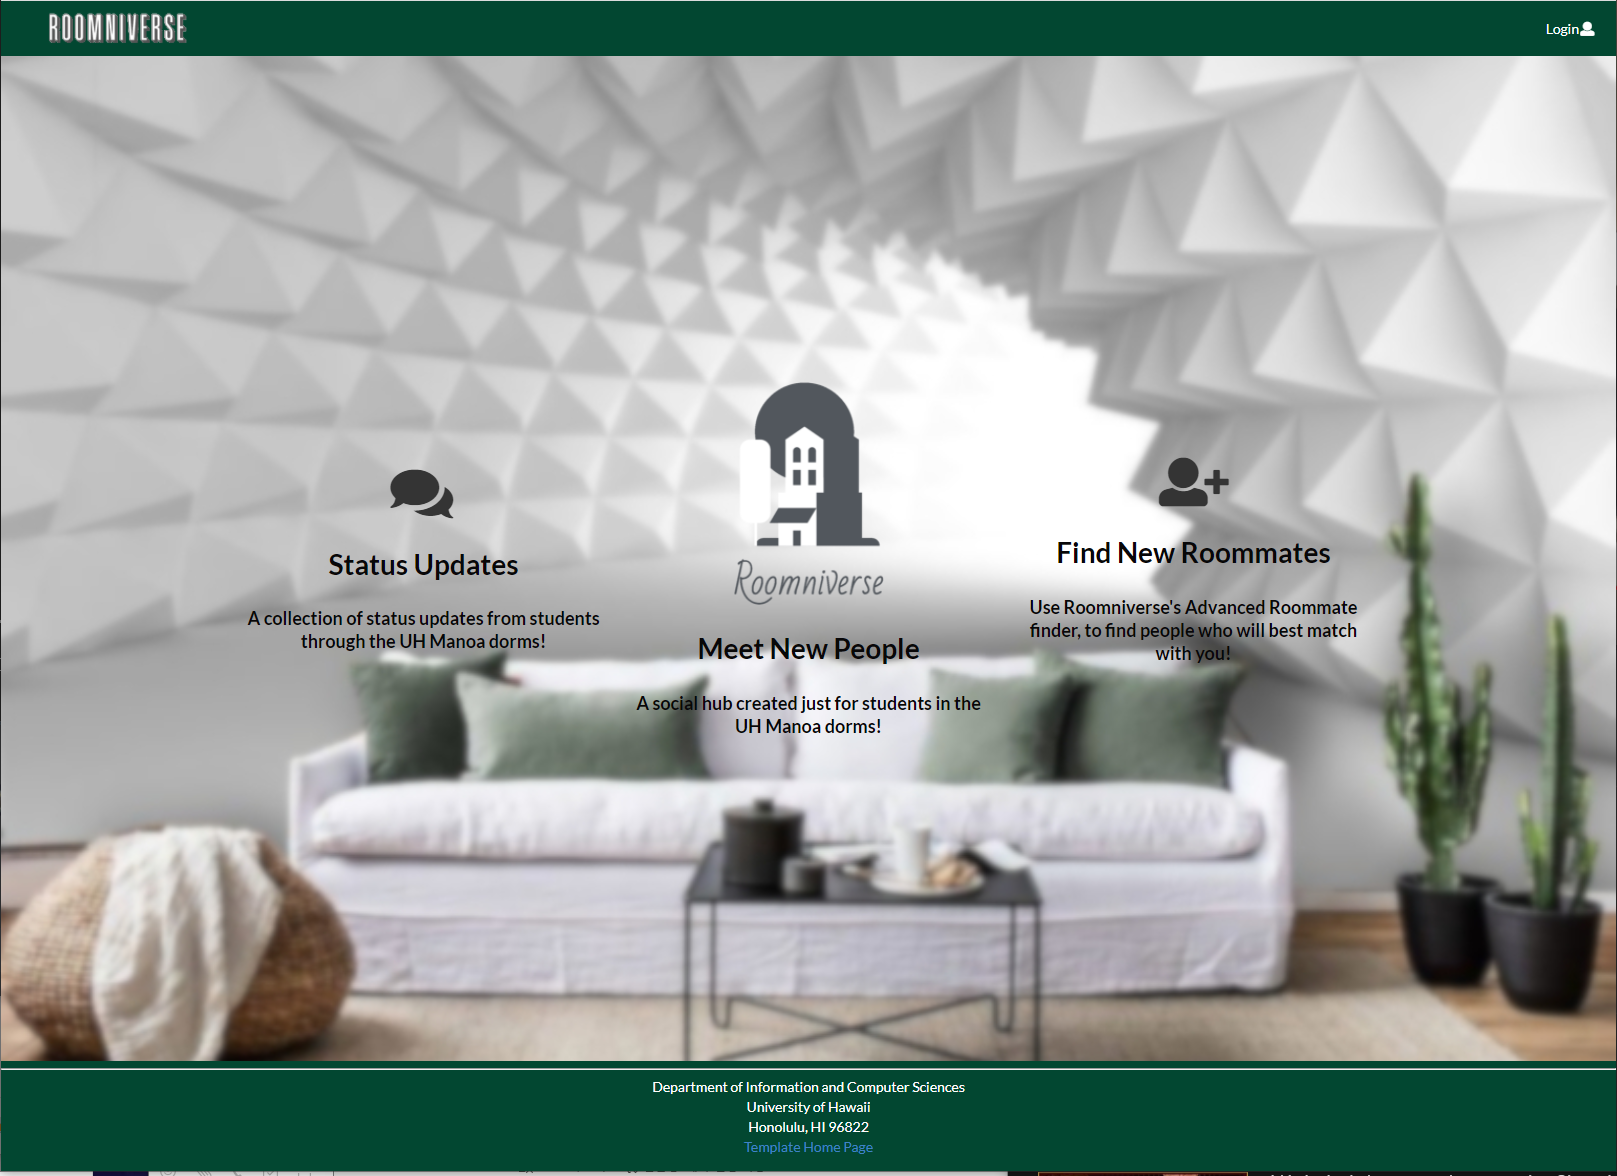 ROOMNIVERSE
Login
Status Updates
A collection of status updates from students
through the UH Manoa dorms!
Roomniverse
Meet New People
A social hub created just for students in the
UH Manoa dorms!
Find New Roommates
Use Roomniverse's Advanced Roommate
finder, to find people who will best match
with you!
Department of Information and Computer Sciences
University of Hawaii
Honolulu, HI 96822
Template Home Page